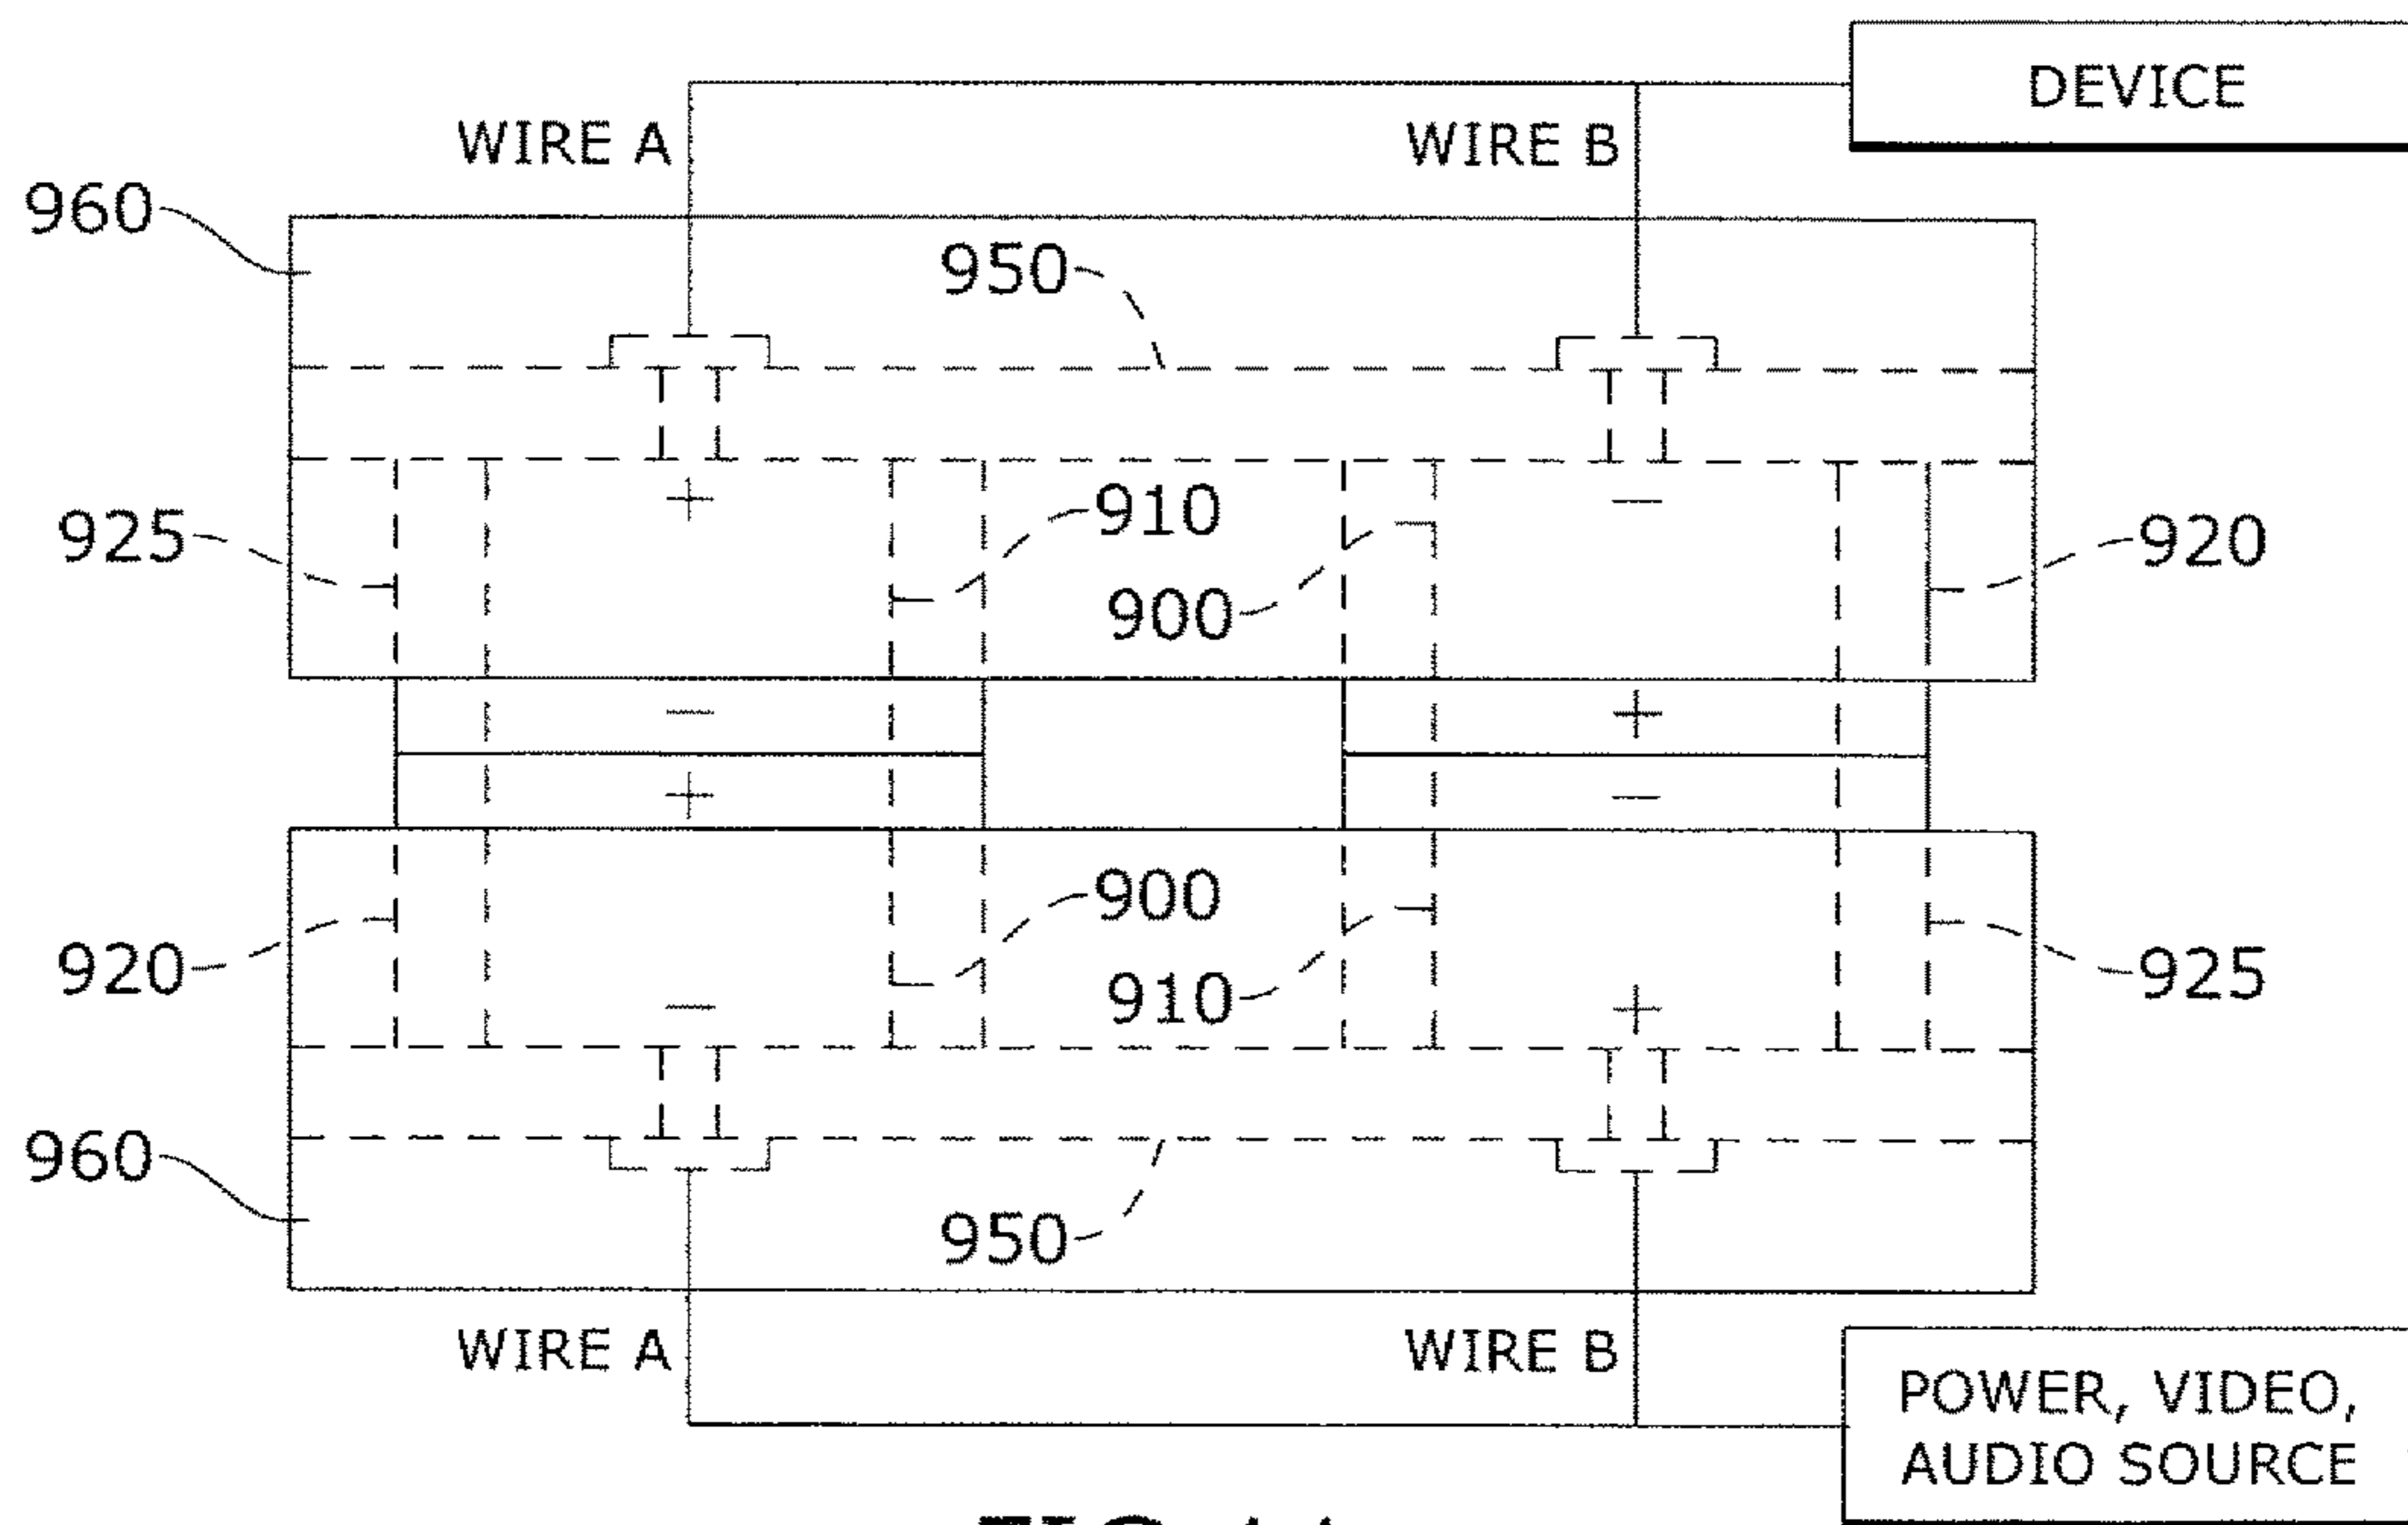 DEVICE
WIRE A
WIRE B
960
950
+
−
925
910
900
920
−
+
+
−
920
900
910
925
−
+
960
950
WIRE A
WIRE B
POWER, VIDEO,
AUDIO SOURCE